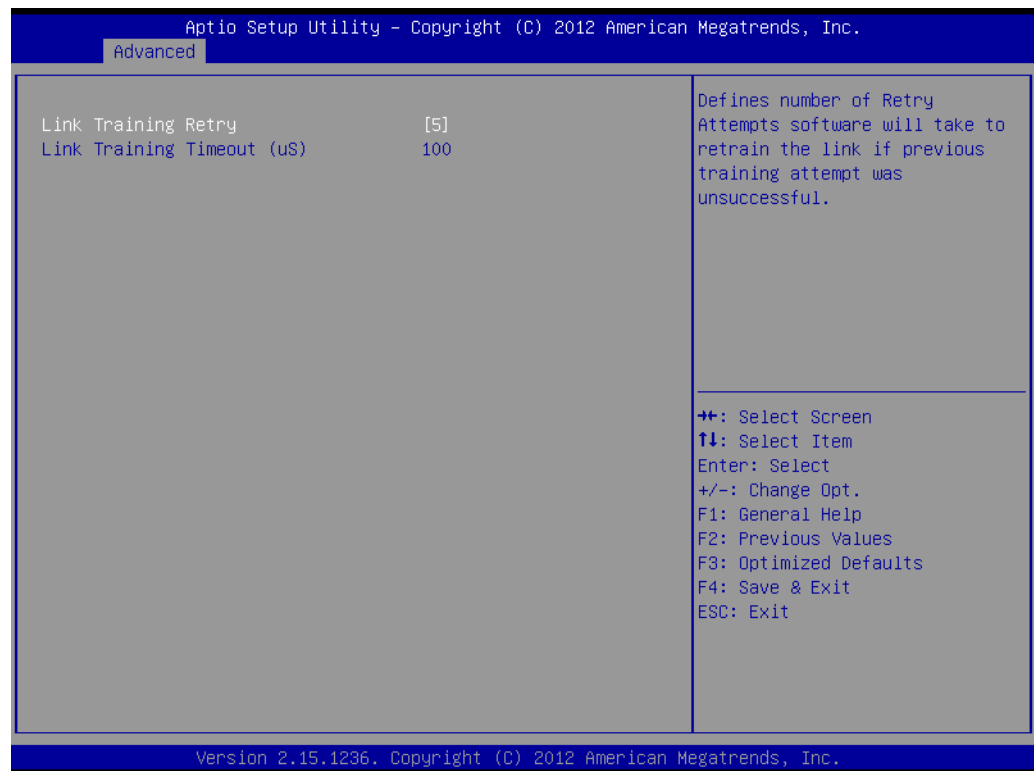 Aptio Setup Utility – Copyright (C) 2012 American Megatrends, Inc.
Advanced
Link Training Retry [5]
Link Training Timeout (uS) 100
Defines number of Retry
Attempts software will take to
retrain the link if previous
training attempt was
unsuccessful.
→←: Select Screen
↑↓: Select Item
Enter: Select
+/-: Change Opt.
F1: General Help
F2: Previous Values
F3: Optimized Defaults
F4: Save & Exit
ESC: Exit
Version 2.15.1236. Copyright (C) 2012 American Megatrends, Inc.